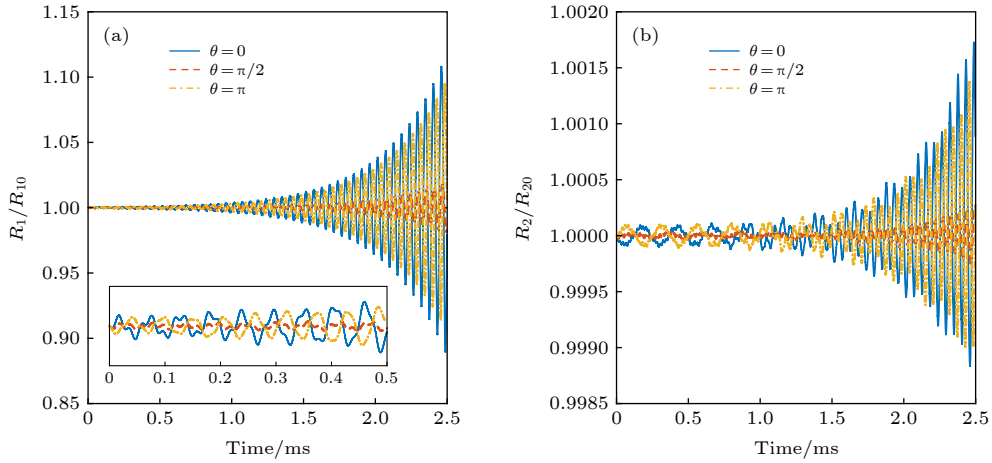 (a)
θ = 0
θ = π/2
θ = π
1.15
1.10
1.05
1.00
0.95
0.90
0.85
R₁/R₁₀
0 0.1 0.2 0.3 0.4 0.5
0 0.5 1.0 1.5 2.0 2.5
Time/ms
(b)
θ = 0
θ = π/2
θ = π
1.0020
1.0015
1.0010
1.0005
1.0000
0.9995
0.9990
0.9985
R₂/R₂₀
0 0.5 1.0 1.5 2.0 2.5
Time/ms